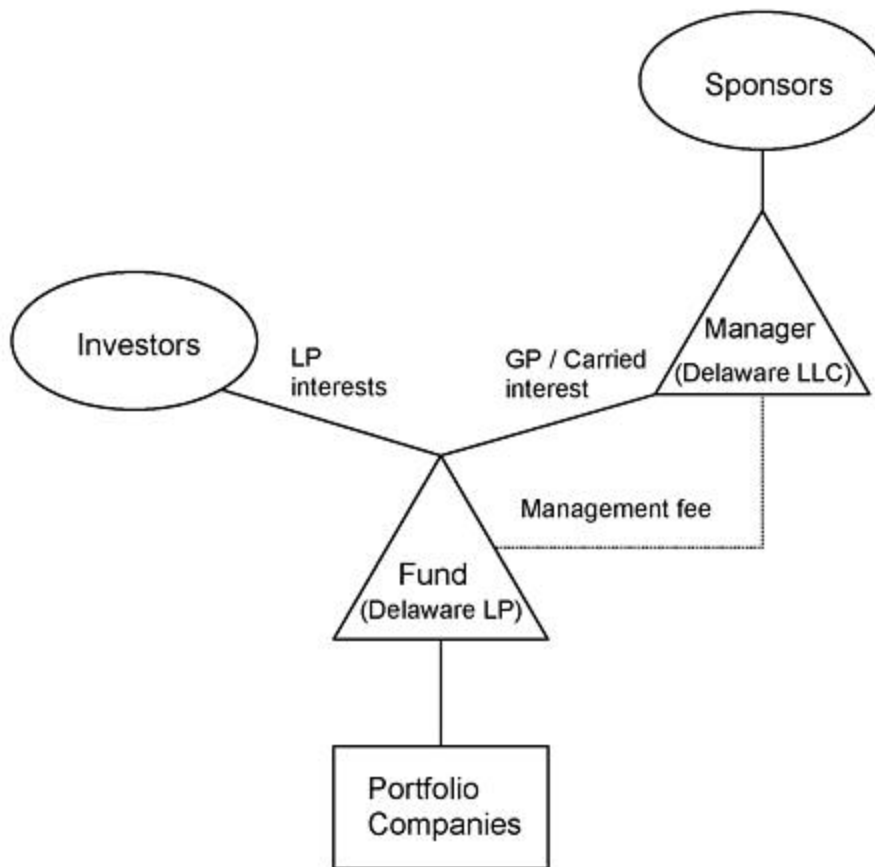 Sponsors
Manager
(Delaware LLC)
Investors
LP
interests
GP / Carried
interest
Management fee
Fund
(Delaware LP)
Portfolio
Companies